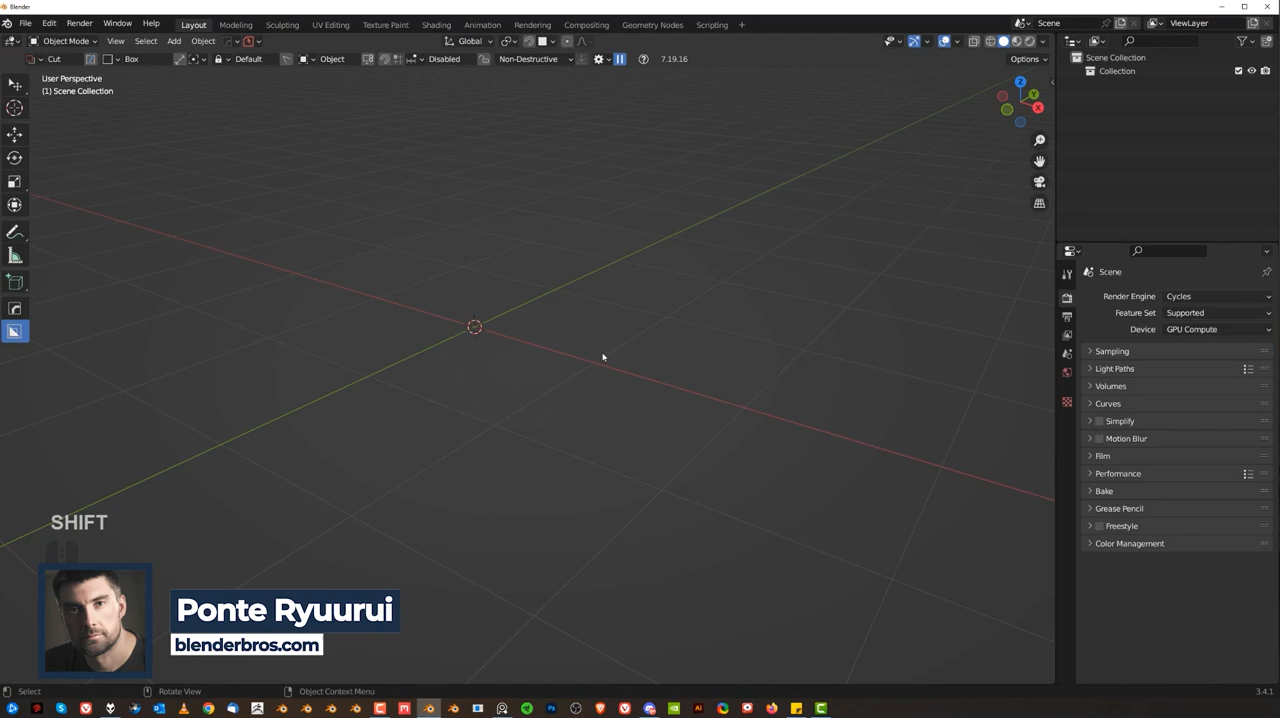 Blender
File Edit Render Window Help Layout Modeling Sculpting UV Editing Texture Paint Shading Animation Rendering Compositing Geometry Nodes Scripting + Scene ViewLayer
Object Mode View Select Add Object Global
Cut Box Default Object Disabled Non-Destructive 7.19.16 Options
User Perspective
(1) Scene Collection
Z
Y
X
Scene Collection
Collection
Scene
Render Engine Cycles
Feature Set Supported
Device GPU Compute
Sampling
Light Paths
Volumes
Curves
Simplify
Motion Blur
Film
Performance
Bake
Grease Pencil
Freestyle
Color Management
SHIFT
Ponte Ryuurui
blenderbros.com
Select Rotate View Object Context Menu 3.4.1